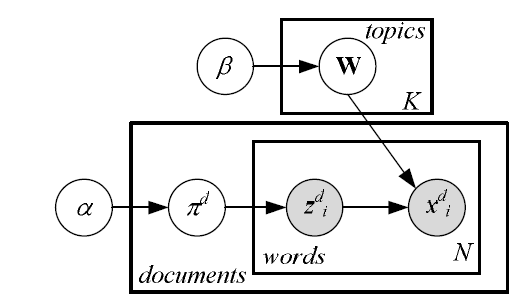 topics
β
W
K
α
π^d
z^d_i
x^d_i
words
N
documents